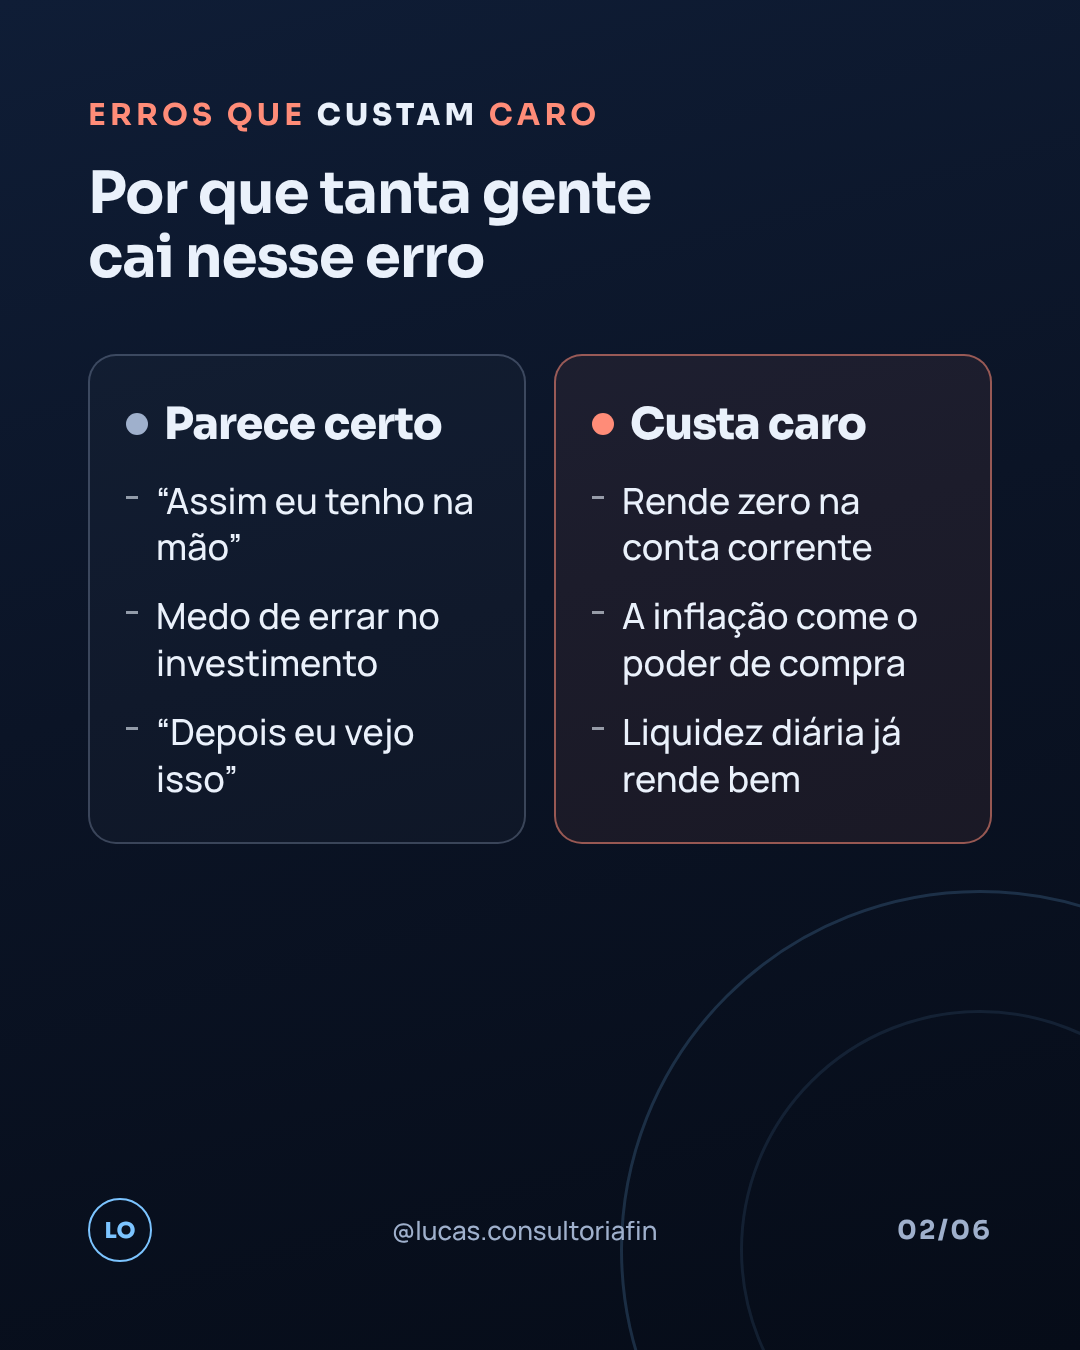 ERROS QUE CUSTAM CARO
Por que tanta gente
cai nesse erro
Parece certo
– “Assim eu tenho na
mão”
– Medo de errar no
investimento
– “Depois eu vejo
isso”
Custa caro
– Rende zero na
conta corrente
– A inflação come o
poder de compra
– Liquidez diária já
rende bem
LO
@lucas.consultoriafin
02/06